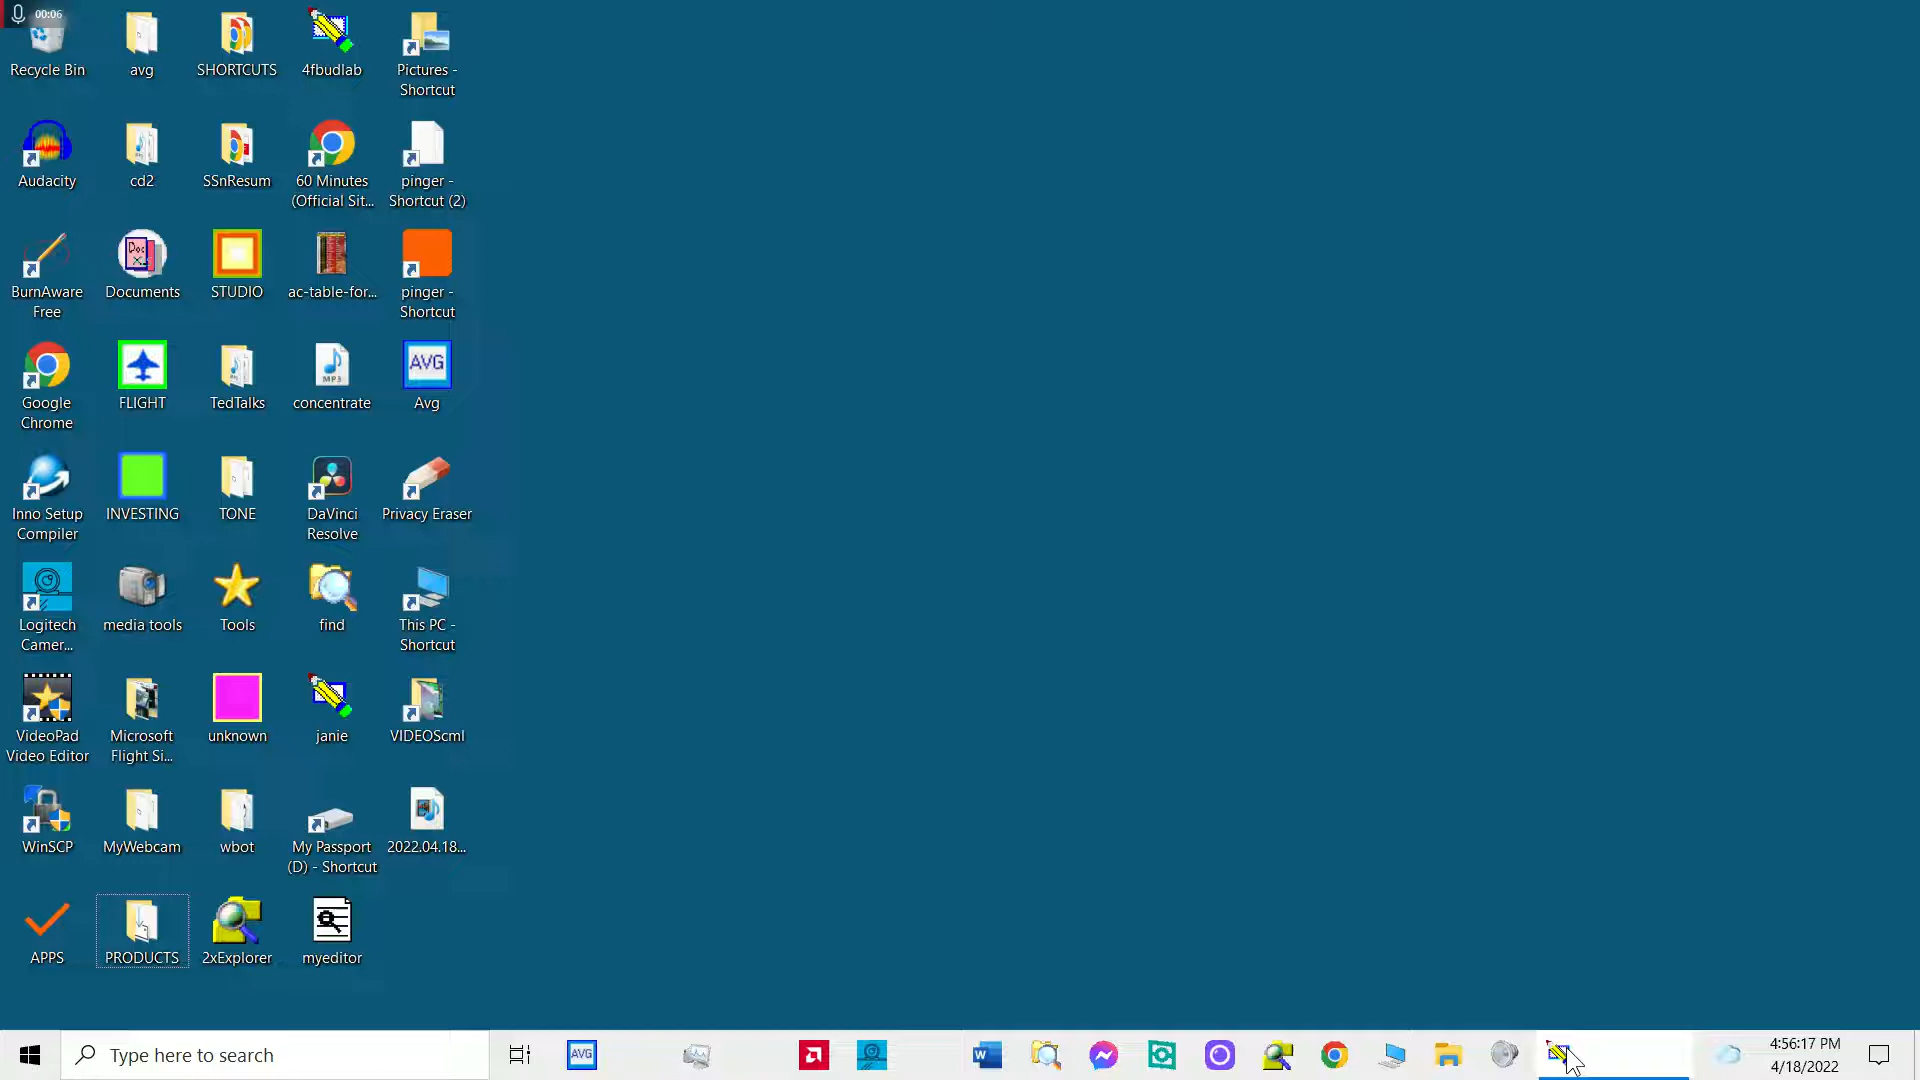 00:06
Recycle Bin
avg
SHORTCUTS
4fbudlab
Pictures -
Shortcut
Audacity
cd2
SSnResum
60 Minutes
(Official Sit...
pinger -
Shortcut (2)
BurnAware
Free
Documents
STUDIO
ac-table-for...
pinger -
Shortcut
Google
Chrome
FLIGHT
TedTalks
MP3
concentrate
AVG
Avg
Inno Setup
Compiler
INVESTING
TONE
DaVinci
Resolve
Privacy Eraser
Logitech
Camer...
media tools
Tools
find
This PC -
Shortcut
VideoPad
Video Editor
Microsoft
Flight Si...
unknown
janie
VIDEOScml
WinSCP
MyWebcam
wbot
My Passport
(D) - Shortcut
2022.04.18...
APPS
PRODUCTS
2xExplorer
myeditor
Type here to search
AVG
4:56:17 PM
4/18/2022